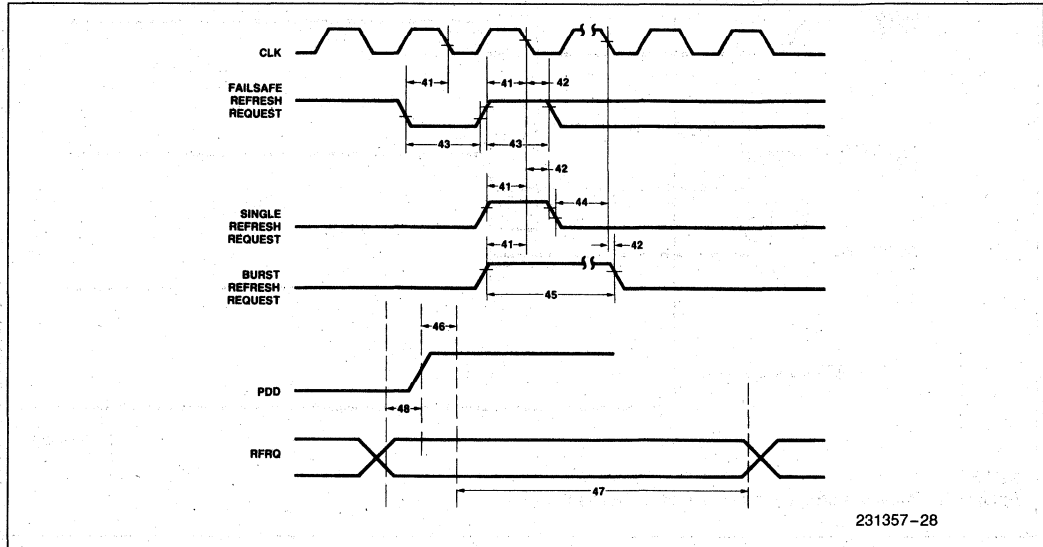 CLK
41
41
42
FAILSAFE
REFRESH
REQUEST
43
43
42
41
44
SINGLE
REFRESH
REQUEST
41
42
BURST
REFRESH
REQUEST
45
46
PDD
48
RFRQ
47
231357-28